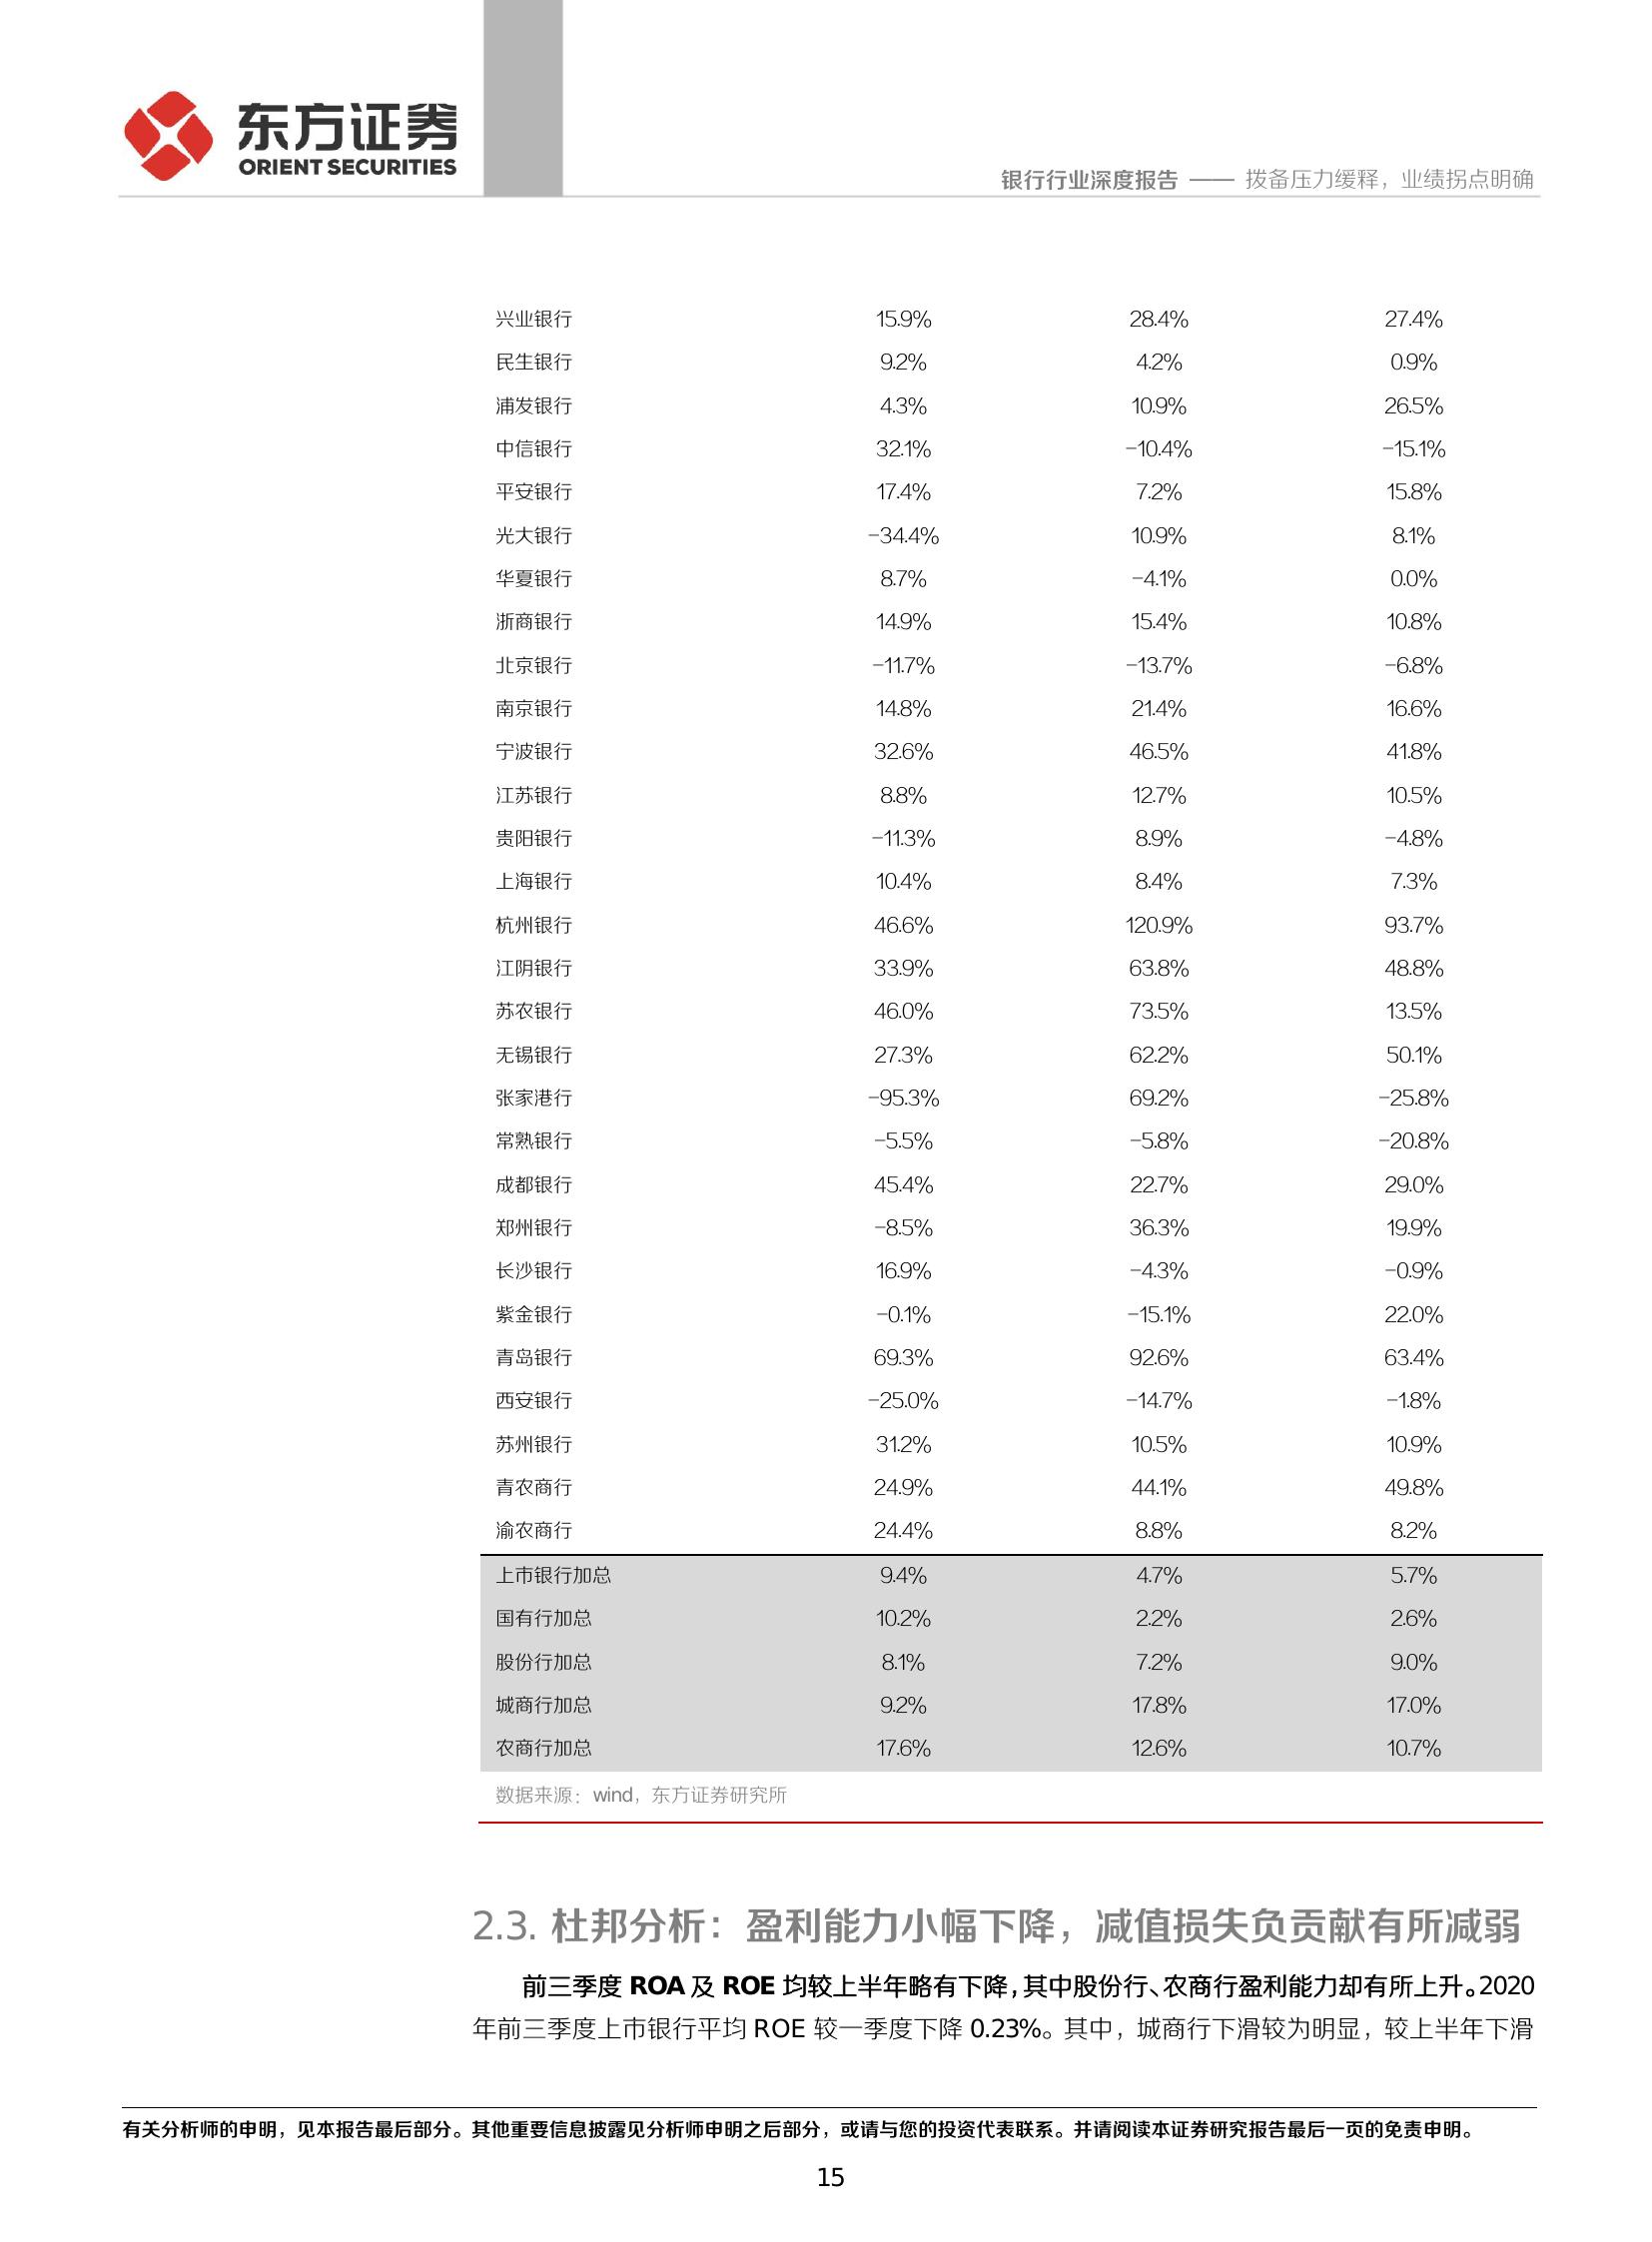 东方证券
ORIENT SECURITIES
银行行业深度报告 —— 拨备压力缓释，业绩拐点明确
兴业银行 15.9% 28.4% 27.4%
民生银行 9.2% 4.2% 0.9%
浦发银行 4.3% 10.9% 26.5%
中信银行 32.1% -10.4% -15.1%
平安银行 17.4% 7.2% 15.8%
光大银行 -34.4% 10.9% 8.1%
华夏银行 8.7% -4.1% 0.0%
浙商银行 14.9% 15.4% 10.8%
北京银行 -11.7% -13.7% -6.8%
南京银行 14.8% 21.4% 16.6%
宁波银行 32.6% 46.5% 41.8%
江苏银行 8.8% 12.7% 10.5%
贵阳银行 -11.3% 8.9% -4.8%
上海银行 10.4% 8.4% 7.3%
杭州银行 46.6% 120.9% 93.7%
江阴银行 33.9% 63.8% 48.8%
苏农银行 46.0% 73.5% 13.5%
无锡银行 27.3% 62.2% 50.1%
张家港行 -95.3% 69.2% -25.8%
常熟银行 -5.5% -5.8% -20.8%
成都银行 45.4% 22.7% 29.0%
郑州银行 -8.5% 36.3% 19.9%
长沙银行 16.9% -4.3% -0.9%
紫金银行 -0.1% -15.1% 22.0%
青岛银行 69.3% 92.6% 63.4%
西安银行 -25.0% -14.7% -1.8%
苏州银行 31.2% 10.5% 10.9%
青农商行 24.9% 44.1% 49.8%
渝农商行 24.4% 8.8% 8.2%
上市银行加总 9.4% 4.7% 5.7%
国有行加总 10.2% 2.2% 2.6%
股份行加总 8.1% 7.2% 9.0%
城商行加总 9.2% 17.8% 17.0%
农商行加总 17.6% 12.6% 10.7%
数据来源：wind，东方证券研究所
2.3. 杜邦分析：盈利能力小幅下降，减值损失负贡献有所减弱
前三季度 ROA 及 ROE 均较上半年略有下降，其中股份行、农商行盈利能力却有所上升。2020
年前三季度上市银行平均 ROE 较一季度下降 0.23%。其中，城商行下滑较为明显，较上半年下滑
有关分析师的申明，见本报告最后部分。其他重要信息披露见分析师申明之后部分，或请与您的投资代表联系。并请阅读本证券研究报告最后一页的免责申明。
15